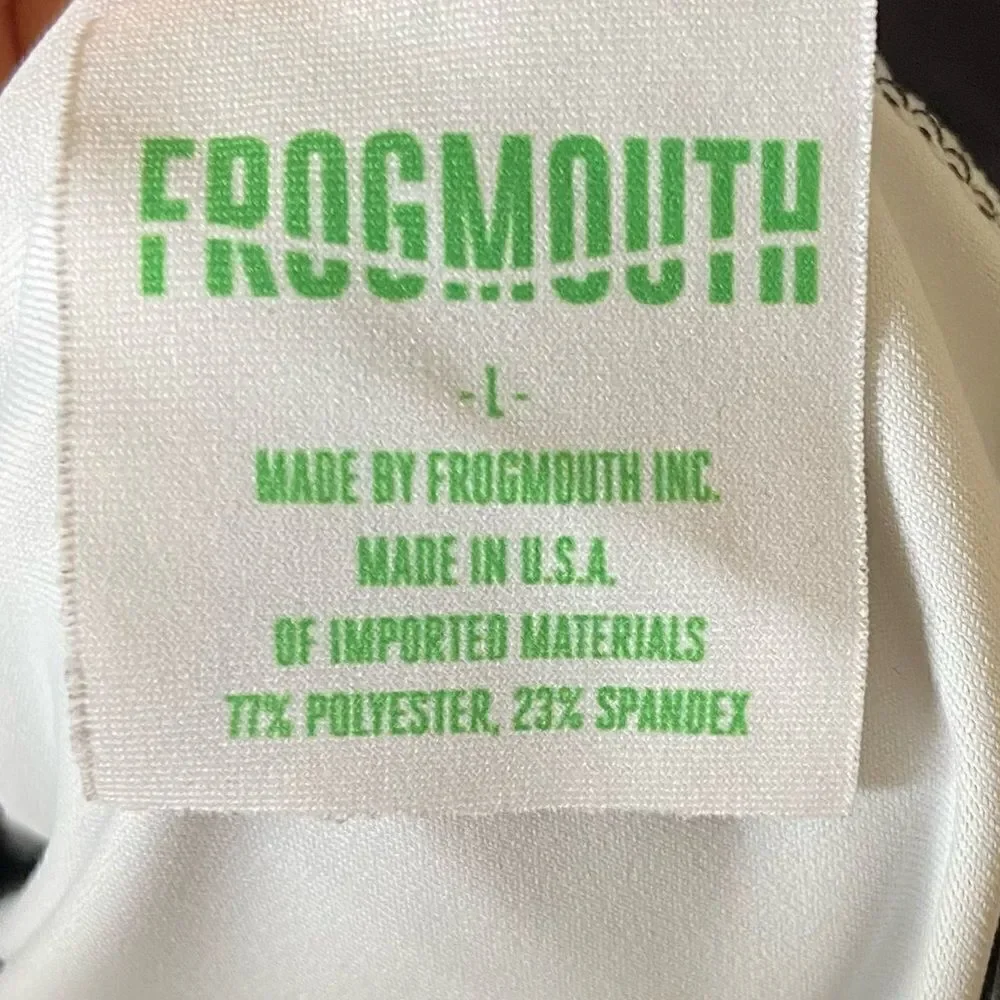 FROGMOUTH
- L -
MADE BY FROGMOUTH INC.
MADE IN U.S.A.
OF IMPORTED MATERIALS
77% POLYESTER, 23% SPANDEX